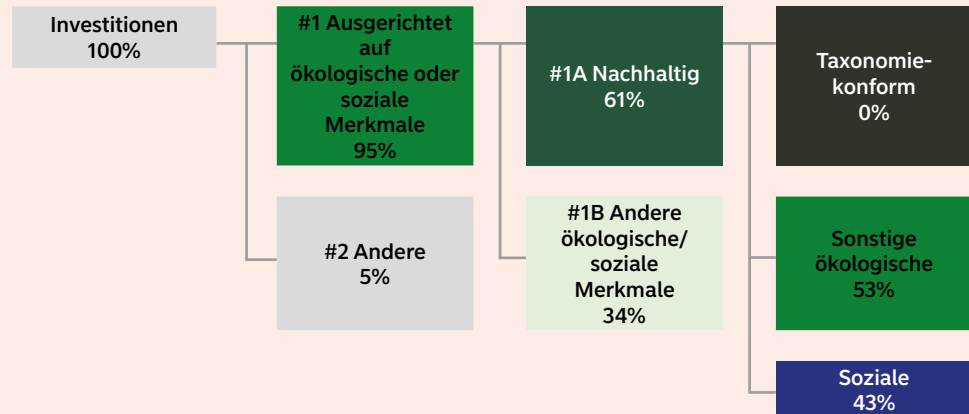 Investitionen
100%
#1 Ausgerichtet
auf
ökologische oder
soziale
Merkmale
95%
#2 Andere
5%
#1A Nachhaltig
61%
#1B Andere
ökologische/
soziale
Merkmale
34%
Taxonomie-
konform
0%
Sonstige
ökologische
53%
Soziale
43%